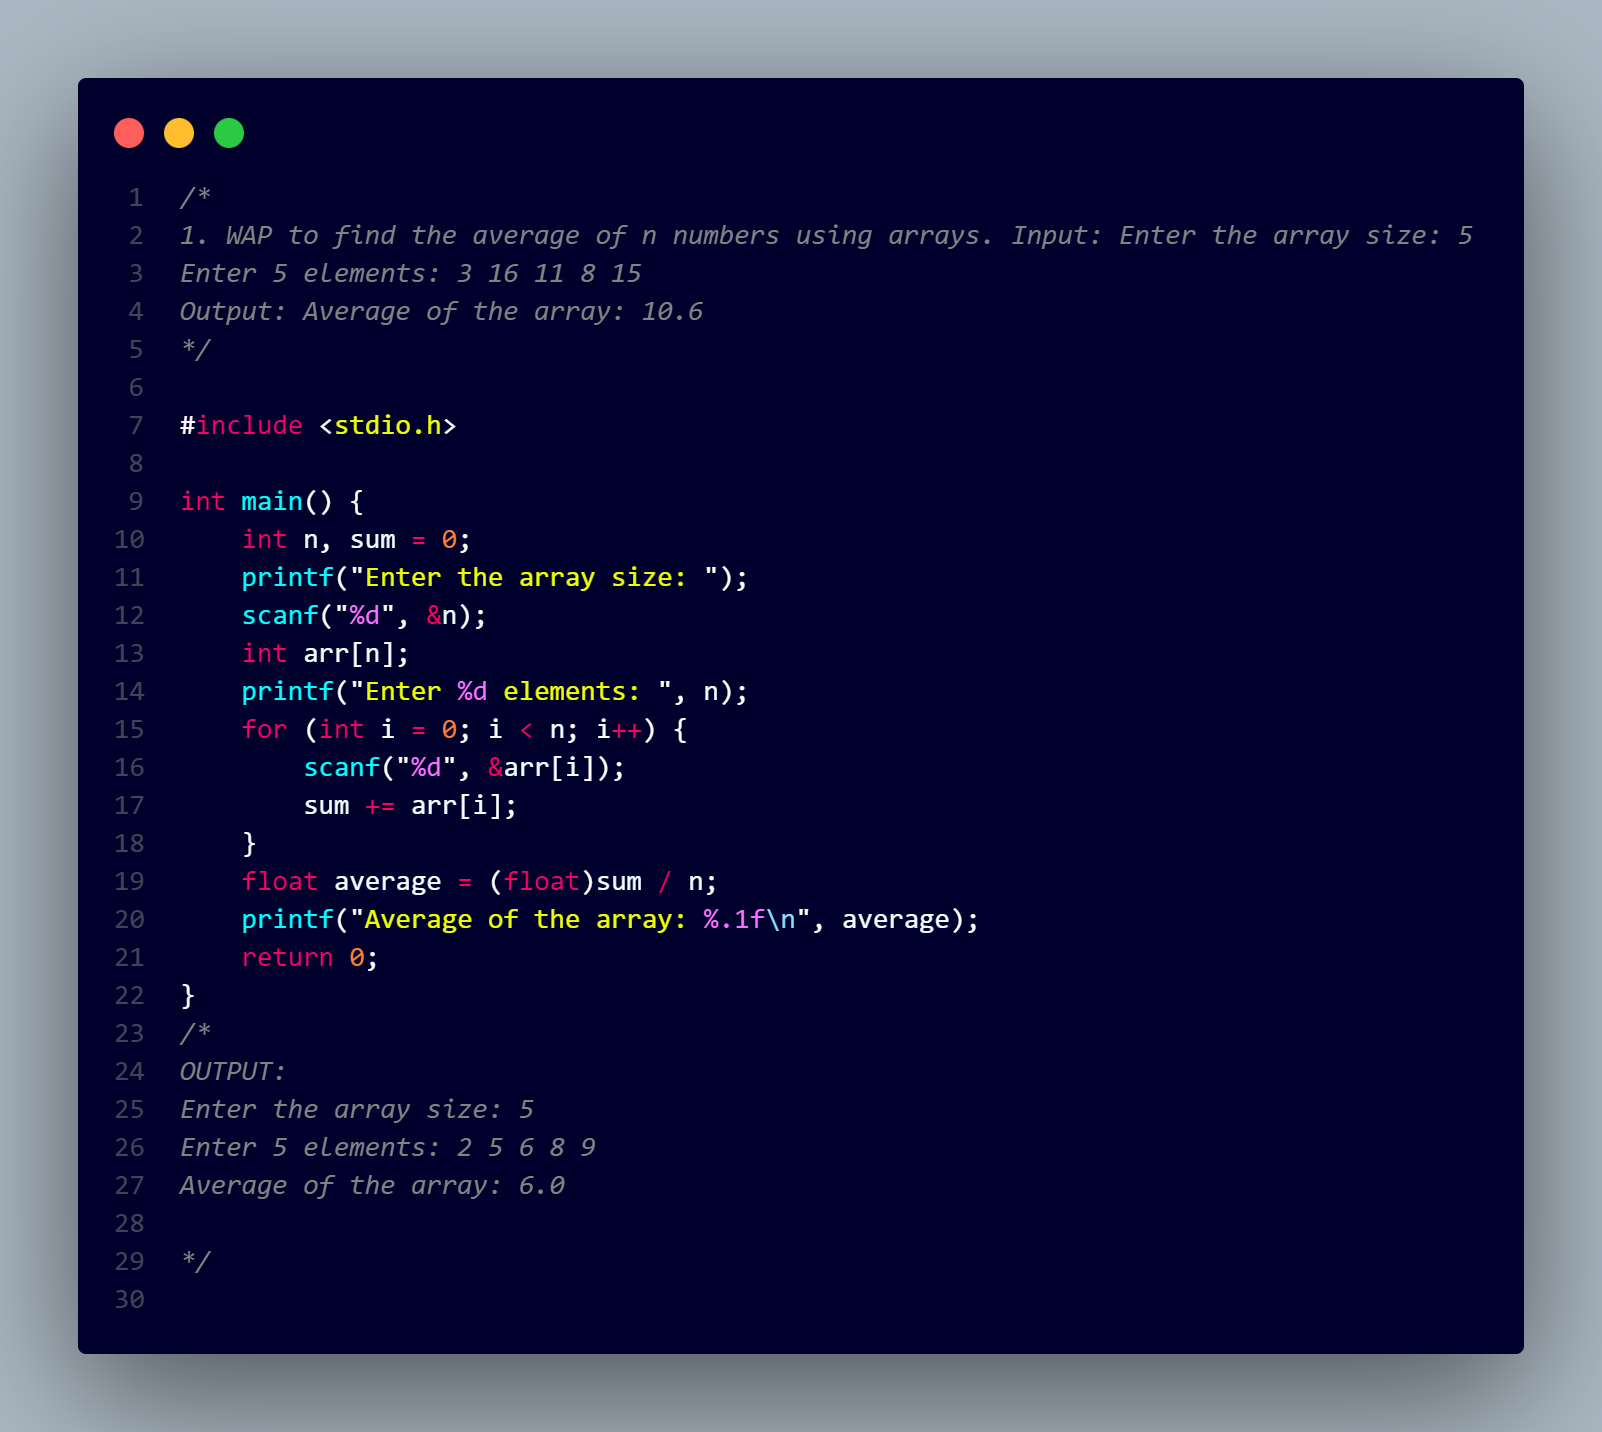 1 /*
2 1. WAP to find the average of n numbers using arrays. Input: Enter the array size: 5
3 Enter 5 elements: 3 16 11 8 15
4 Output: Average of the array: 10.6
5 */
6
7 #include <stdio.h>
8
9 int main() {
10     int n, sum = 0;
11     printf("Enter the array size: ");
12     scanf("%d", &n);
13     int arr[n];
14     printf("Enter %d elements: ", n);
15     for (int i = 0; i < n; i++) {
16         scanf("%d", &arr[i]);
17         sum += arr[i];
18     }
19     float average = (float)sum / n;
20     printf("Average of the array: %.1f\n", average);
21     return 0;
22 }
23 /*
24 OUTPUT:
25 Enter the array size: 5
26 Enter 5 elements: 2 5 6 8 9
27 Average of the array: 6.0
28
29 */
30